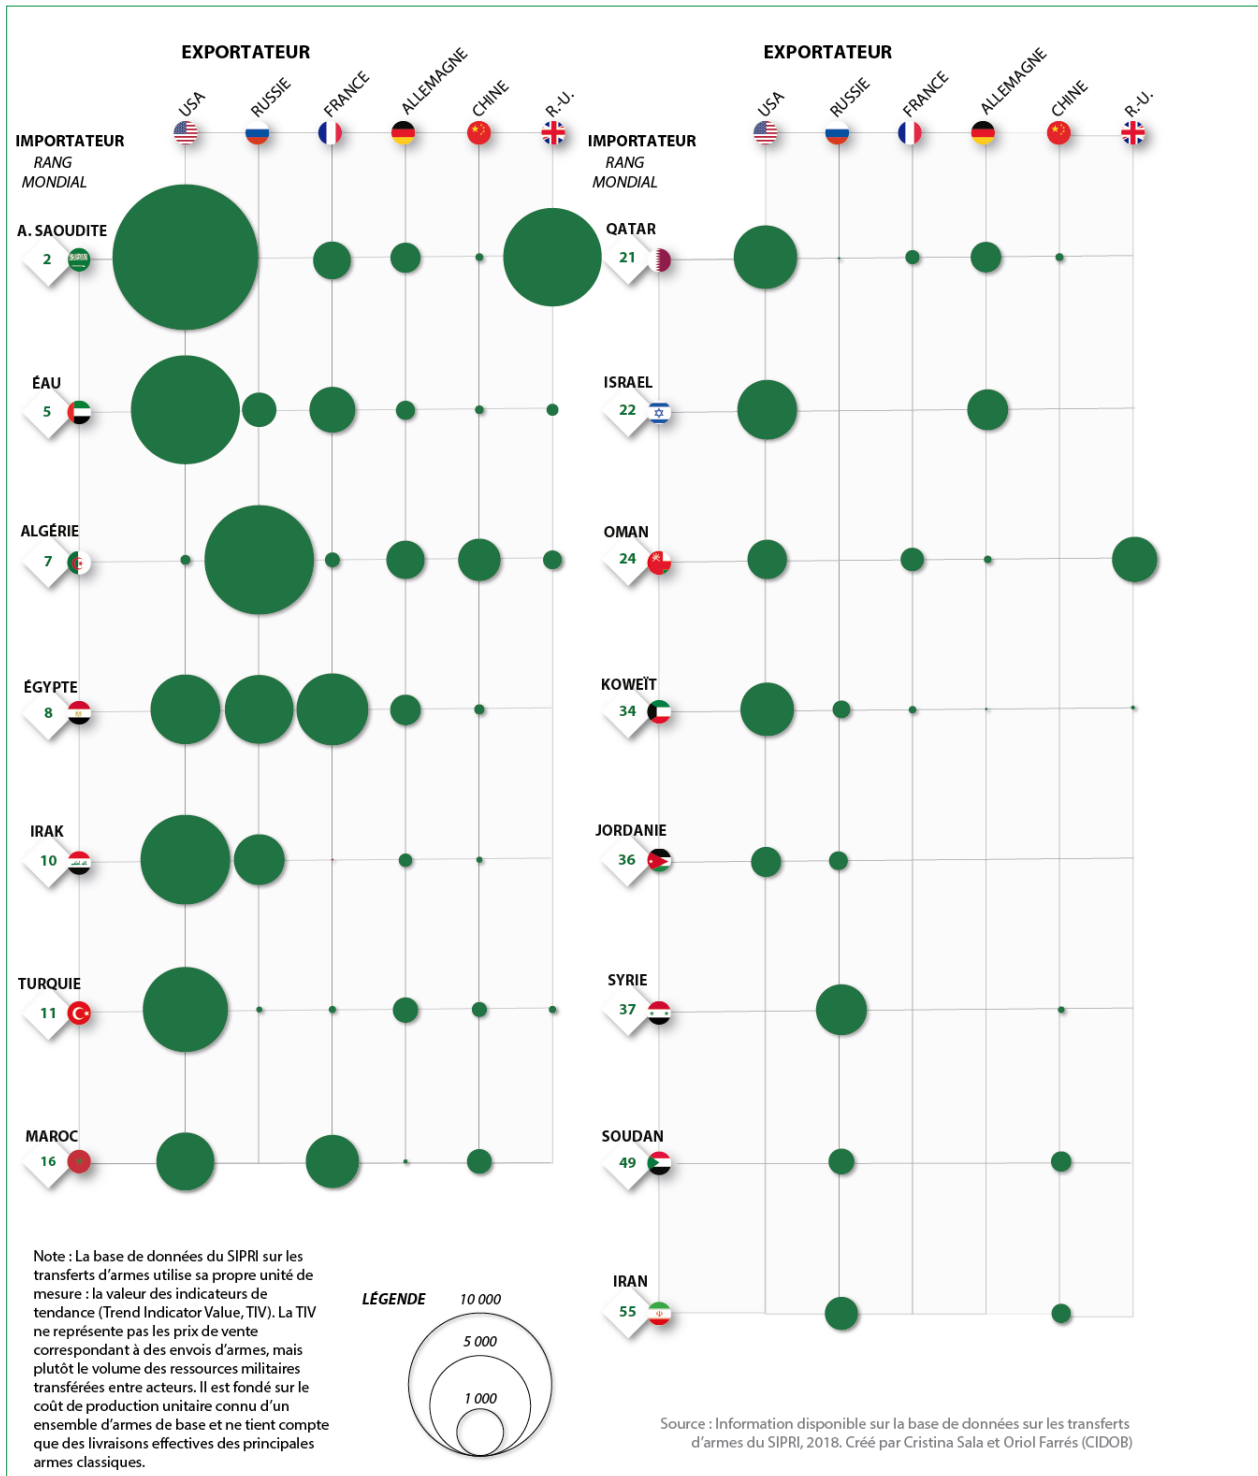 EXPORTATEUR
USA
RUSSIE
FRANCE
ALLEMAGNE
CHINE
R.-U.
IMPORTATEUR
RANG
MONDIAL
A. SAOUDITE
2
ÉAU
5
ALGÉRIE
7
ÉGYPTE
8
IRAK
10
TURQUIE
11
MAROC
16
EXPORTATEUR
USA
RUSSIE
FRANCE
ALLEMAGNE
CHINE
R.-U.
IMPORTATEUR
RANG
MONDIAL
QATAR
21
ISRAEL
22
OMAN
24
KOWEÏT
34
JORDANIE
36
SYRIE
37
SOUDAN
49
IRAN
55
Note : La base de données du SIPRI sur les
transferts d'armes utilise sa propre unité de
mesure : la valeur des indicateurs de
tendance (Trend Indicator Value, TIV). La TIV
ne représente pas les prix de vente
correspondant à des envois d'armes, mais
plutôt le volume des ressources militaires
transférées entre acteurs. Il est fondé sur le
coût de production unitaire connu d'un
ensemble d'armes de base et ne tient compte
que des livraisons effectives des principales
armes classiques.
LÉGENDE
10 000
5 000
1 000
Source : Information disponible sur la base de données sur les transferts
d'armes du SIPRI, 2018. Créé par Cristina Sala et Oriol Farrés (CIDOB)